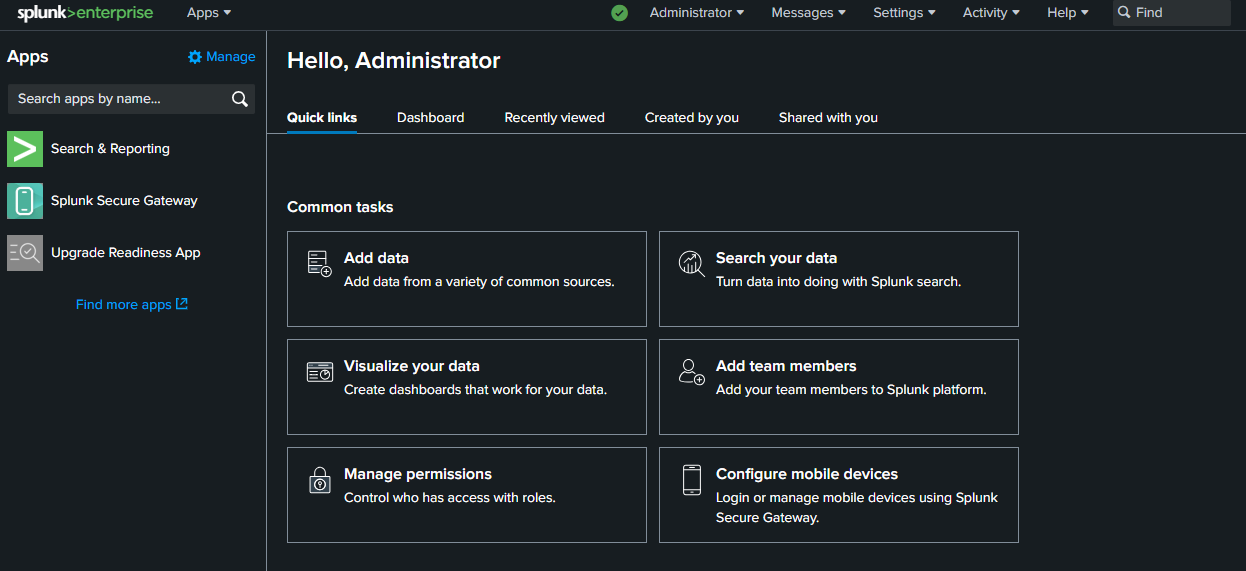 splunk>enterprise Apps Administrator Messages Settings Activity Help Find
Apps Manage
Search apps by name...
Search & Reporting
Splunk Secure Gateway
Upgrade Readiness App
Find more apps
Hello, Administrator
Quick links Dashboard Recently viewed Created by you Shared with you
Common tasks
Add data
Add data from a variety of common sources.
Search your data
Turn data into doing with Splunk search.
Visualize your data
Create dashboards that work for your data.
Add team members
Add your team members to Splunk platform.
Manage permissions
Control who has access with roles.
Configure mobile devices
Login or manage mobile devices using Splunk
Secure Gateway.